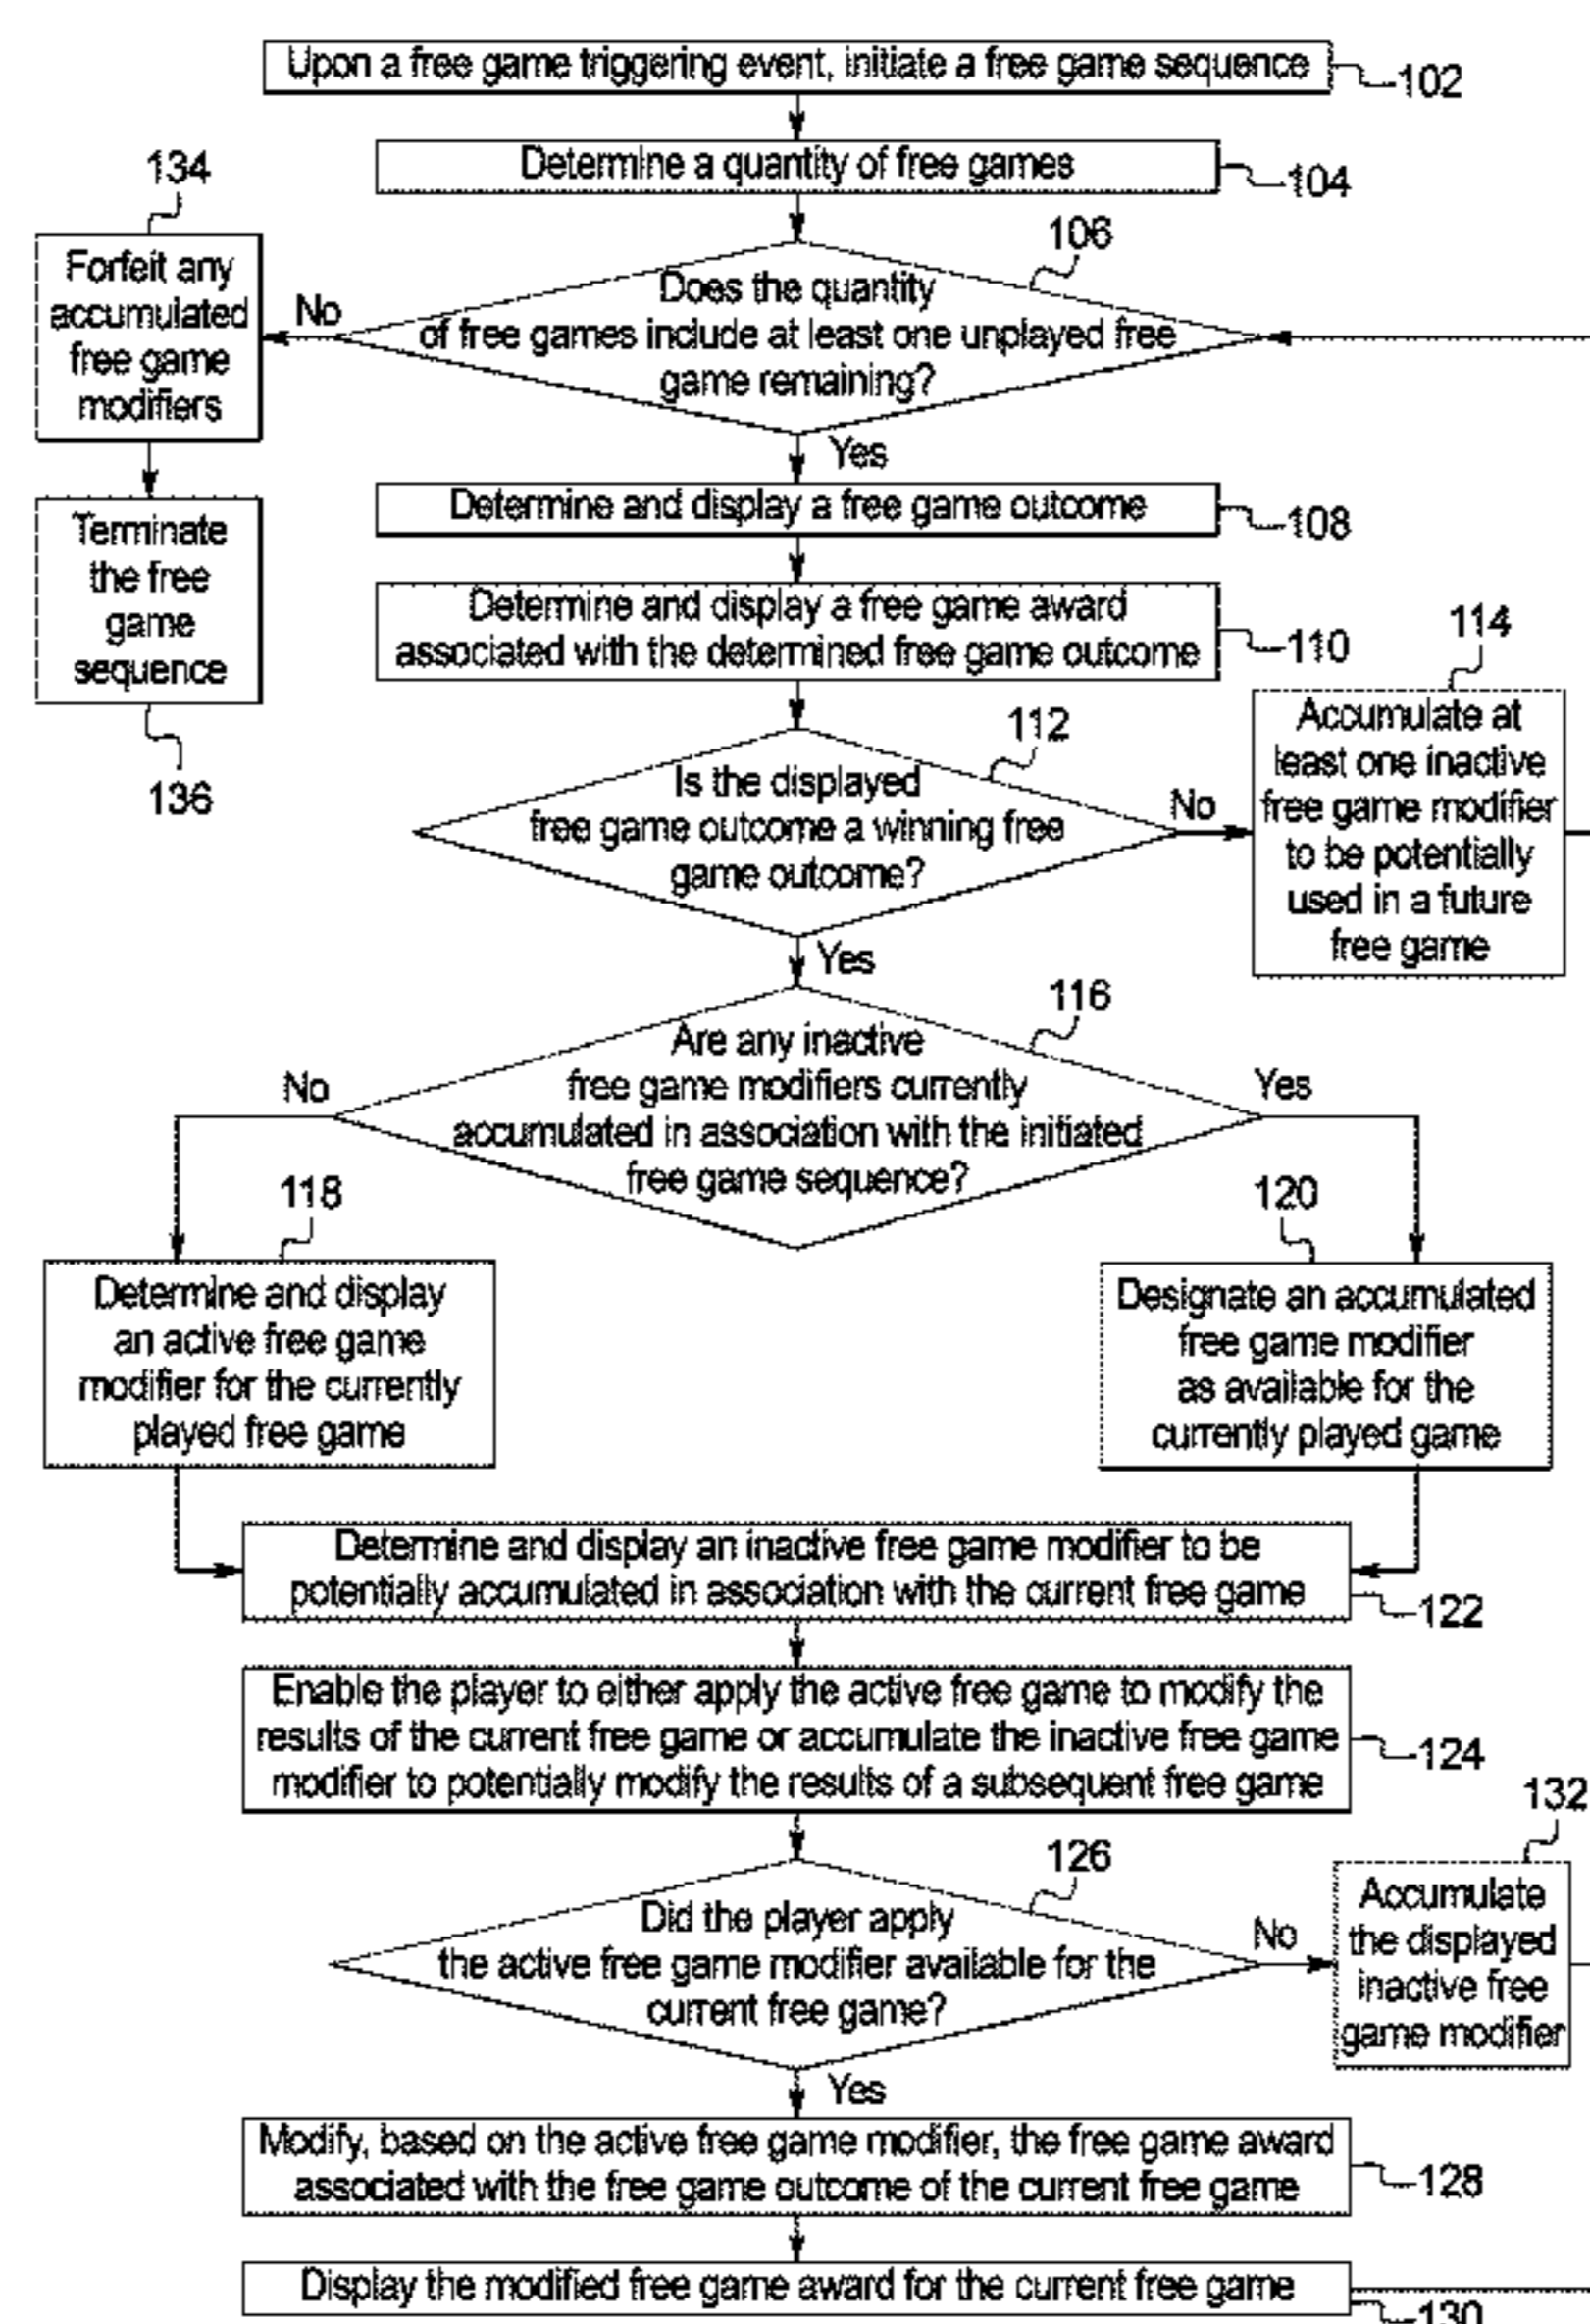 Upon a free game triggering event, initiate a free game sequence
102
Determine a quantity of free games
104
134
106
Forfeit any
accumulated
free game
modifiers
No
Does the quantity
of free games include at least one unplayed free
game remaining?
Yes
Terminate
the free
game
sequence
136
Determine and display a free game outcome
108
Determine and display a free game award
associated with the determined free game outcome
110
114
112
Is the displayed
free game outcome a winning free
game outcome?
No
Accumulate at
least one inactive
free game modifier
to be potentially
used in a future
free game
Yes
116
Are any inactive
free game modifiers currently
accumulated in association with the initiated
free game sequence?
No
Yes
118
120
Determine and display
an active free game
modifier for the currently
played free game
Designate an accumulated
free game modifier
as available for the
currently played game
Determine and display an inactive free game modifier to be
potentially accumulated in association with the current free game
122
Enable the player to either apply the active free game to modify the
results of the current free game or accumulate the inactive free game
modifier to potentially modify the results of a subsequent free game
124
132
126
Did the player apply
the active free game modifier available for the
current free game?
No
Accumulate
the displayed
inactive free
game modifier
Yes
Modify, based on the active free game modifier, the free game award
associated with the free game outcome of the current free game
128
Display the modified free game award for the current free game
130